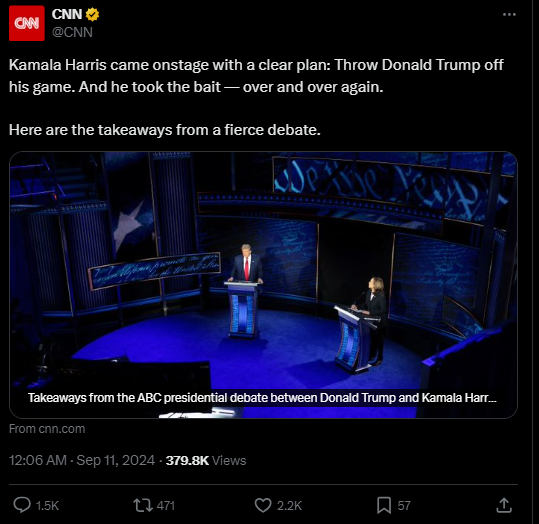 CNN
CNN
@CNN
Kamala Harris came onstage with a clear plan: Throw Donald Trump off
his game. And he took the bait — over and over again.
Here are the takeaways from a fierce debate.
We the People
Takeaways from the ABC presidential debate between Donald Trump and Kamala Harr...
From cnn.com
12:06 AM · Sep 11, 2024 · 379.8K Views
1.5K
471
2.2K
57